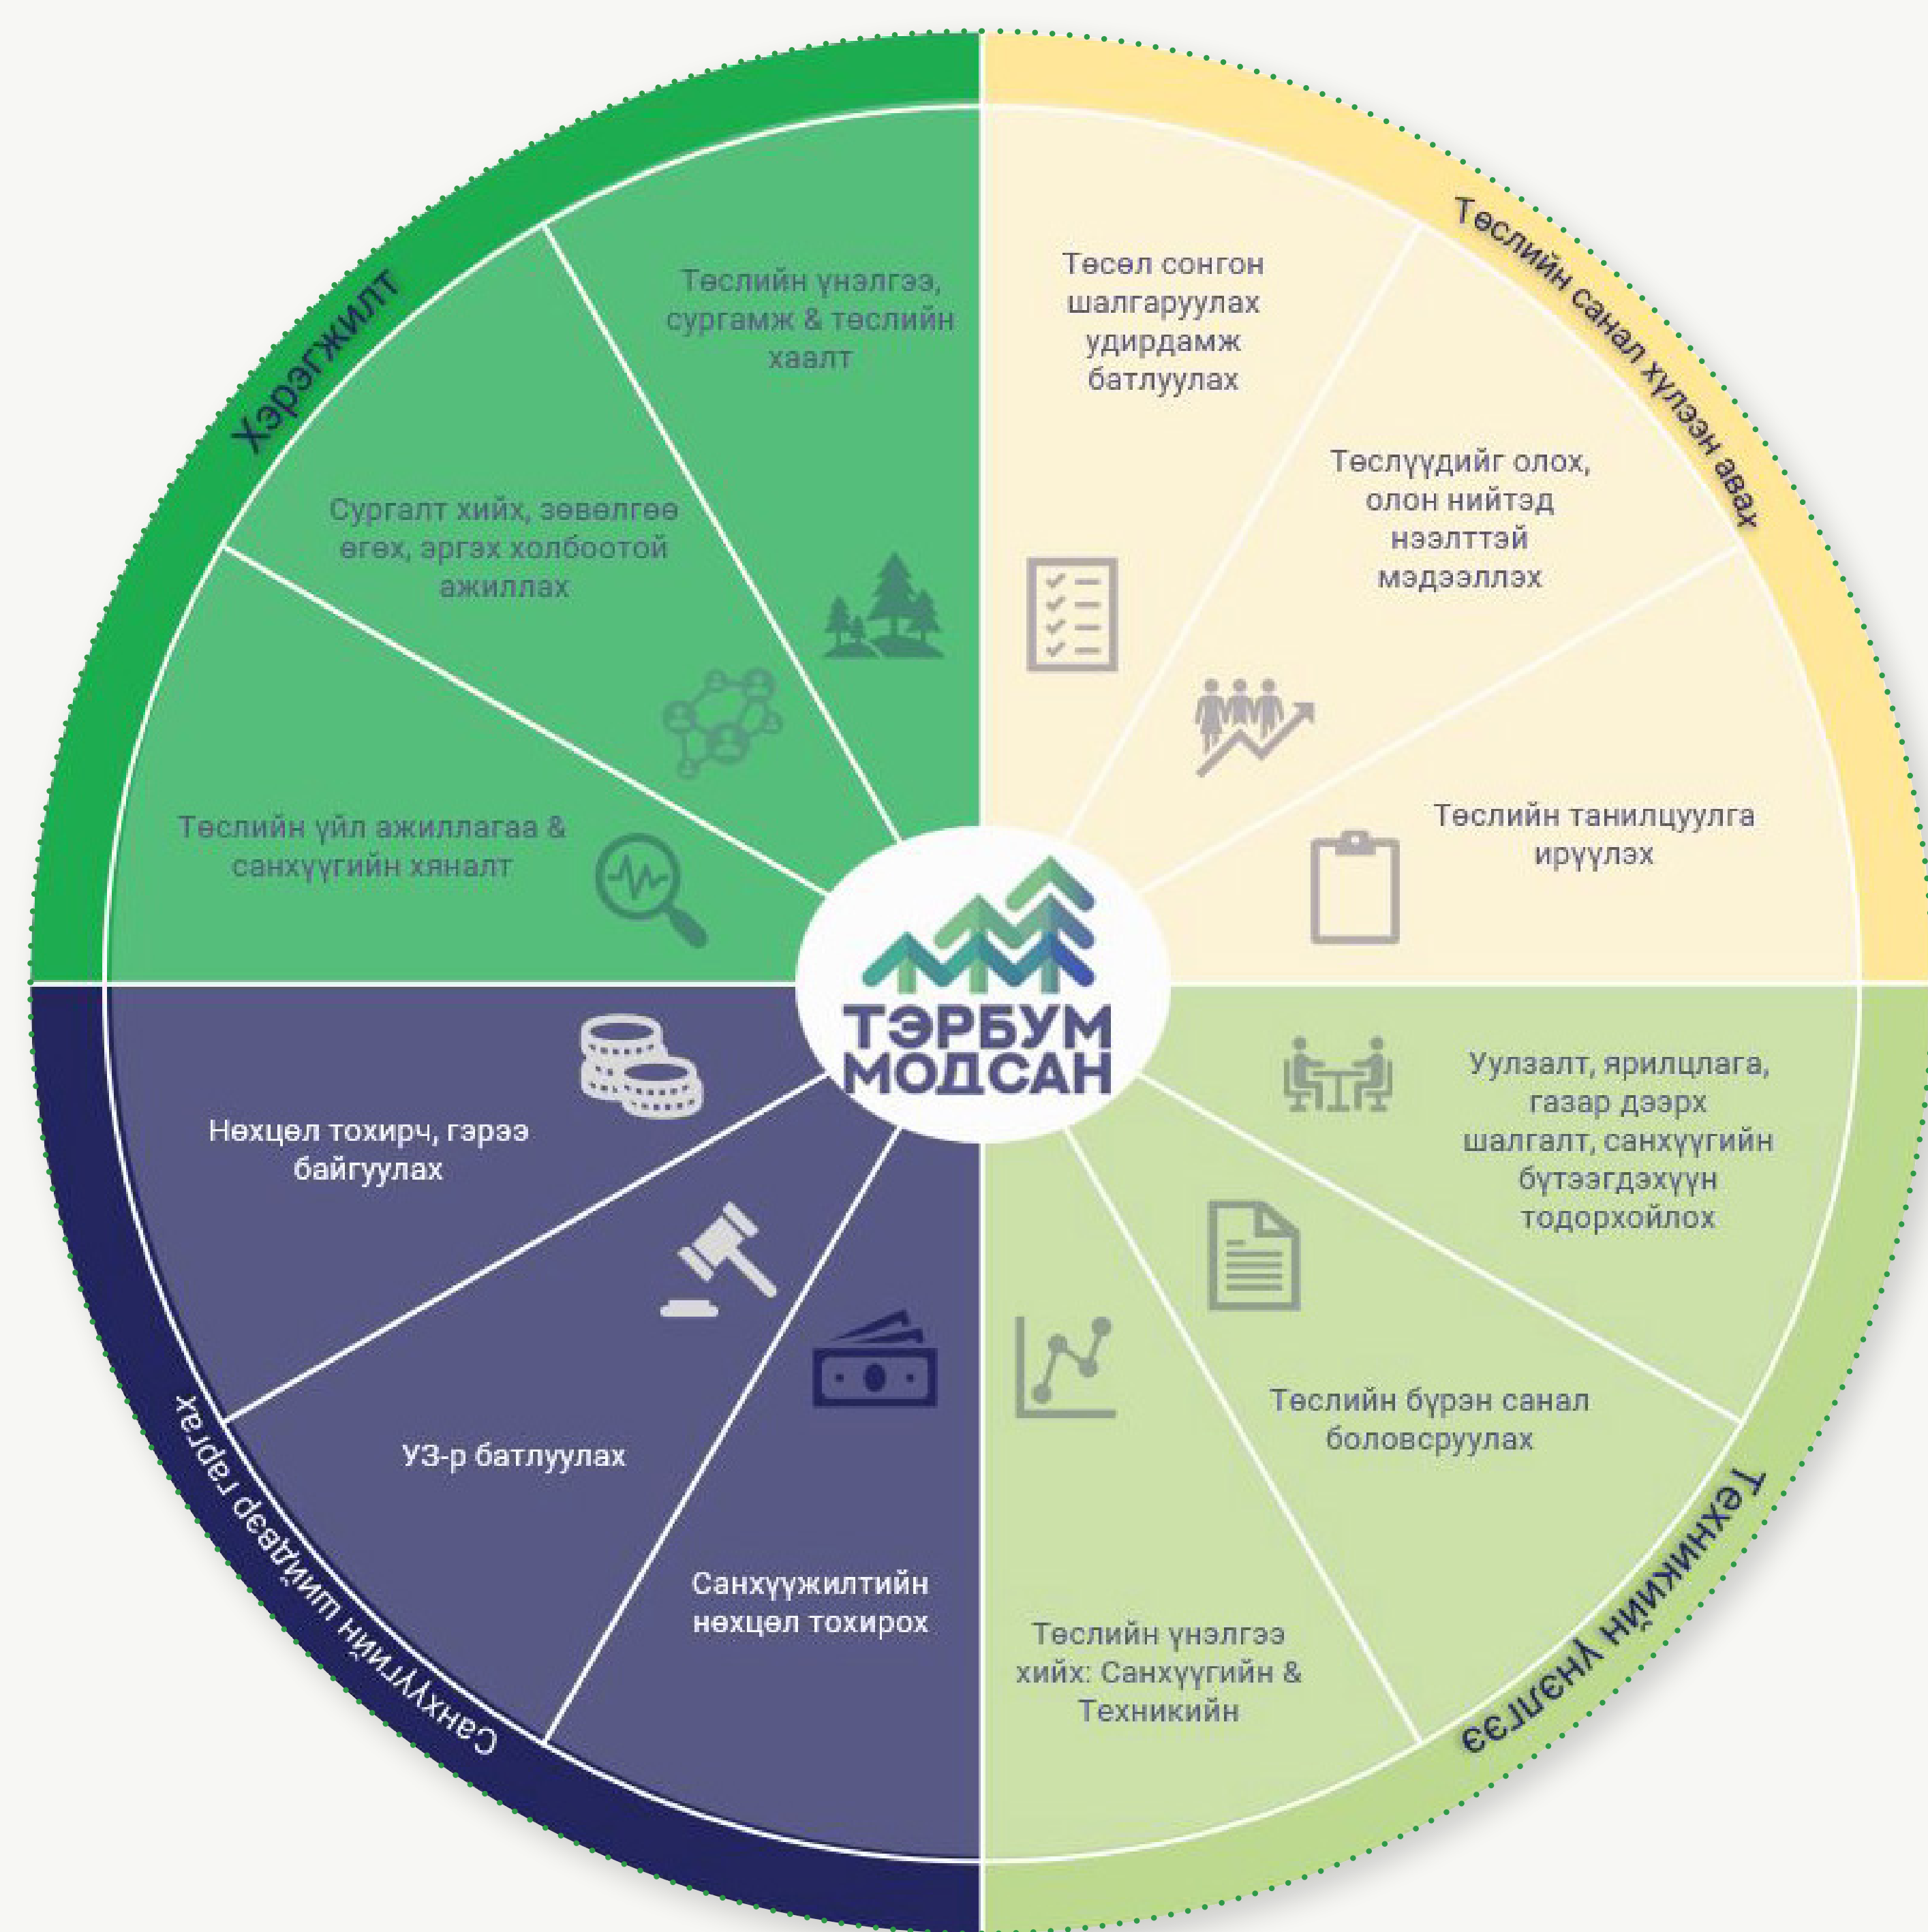 Төслийн санал хүлээн авах
Төсөл сонгон
шалгаруулах
удирдамж
батлуулах
Төслүүдийг олох,
олон нийтэд
нээлттэй
мэдээллэх
Төслийн танилцуулга
ирүүлэх
Техникийн үнэлгээ
Уулзалт, ярилцлага,
газар дээрх
шалгалт, санхүүгийн
бүтээгдэхүүн
тодорхойлох
Төслийн бүрэн санал
боловсруулах
Төслийн үнэлгээ
хийх: Санхүүгийн &
Техникийн
Санхүүгийн шийдвэр гаргах
Санхүүжилтийн
нөхцөл тохирох
УЗ-р батлуулах
Нөхцөл тохирч, гэрээ
байгуулах
Хэрэгжилт
Төслийн үйл ажиллагаа &
санхүүгийн хяналт
Сургалт хийх, зөвөлгөө
өгөх, эргэх холбоотой
ажиллах
Төслийн үнэлгээ,
сургамж & төслийн
хаалт
ТЭРБУМ
МОДСАН